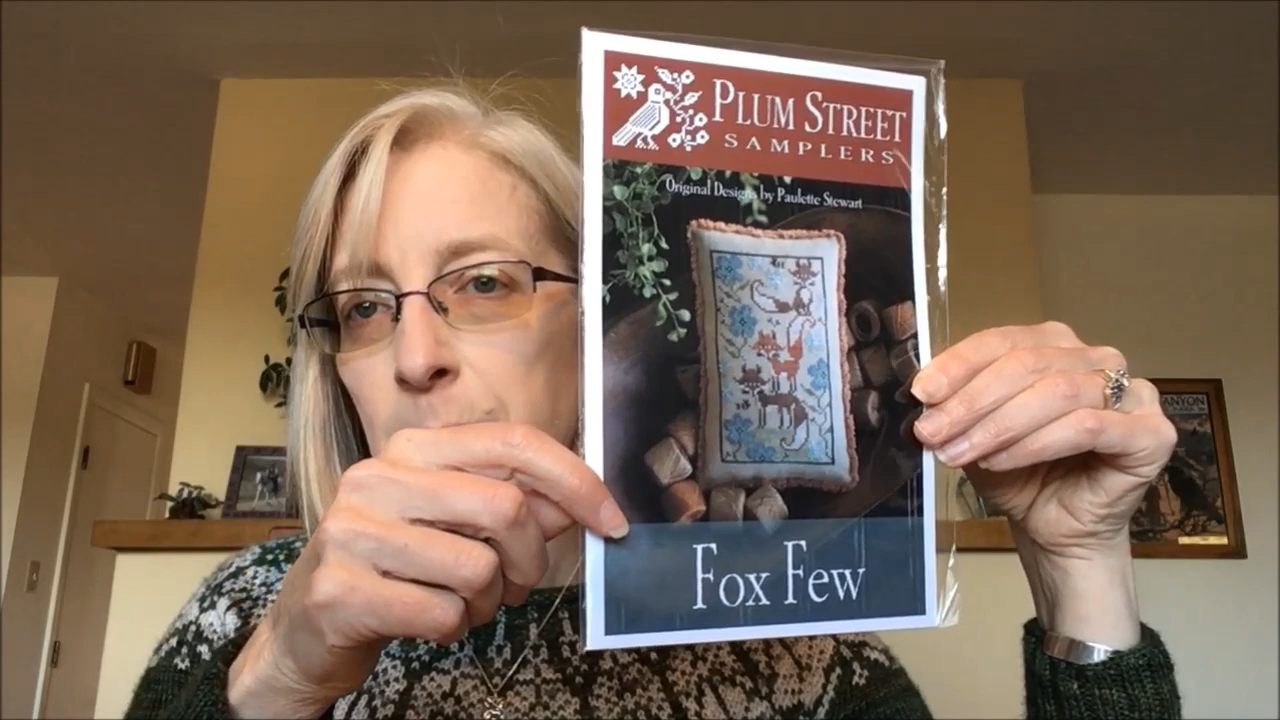 PLUM STREET
SAMPLERS
Original Designs by Paulette Stewart
FOX FEW
ANYON